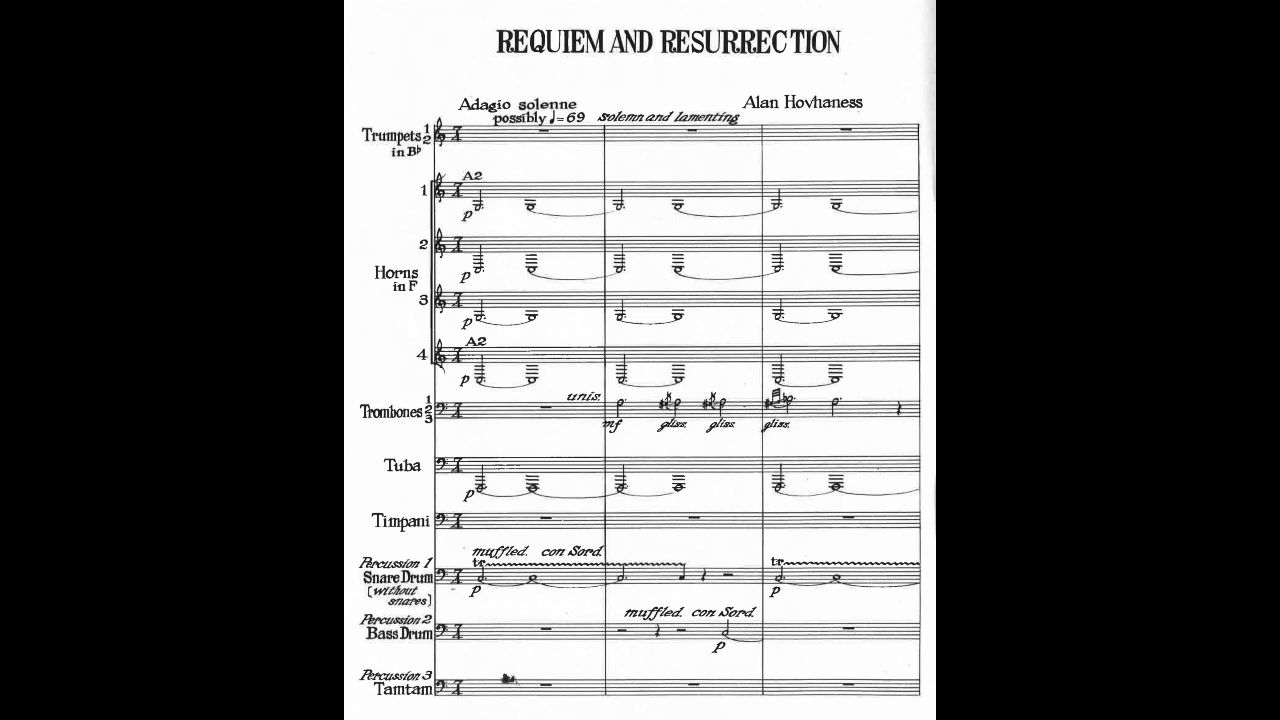 REQUIEM AND RESURRECTION
Alan Hovhaness
Adagio solenne
possibly ♩=69 solemn and lamenting
Trumpets 1 2
in B♭
A2
1
p
2
p
Horns
in F
3
p
A2
4
p
unis.
Trombones 1 2 3
mf gliss. gliss. gliss.
Tuba
p
Timpani
muffled. con Sord.
Percussion 1
tr tr
Snare Drum
[without
snares]
p p
muffled. con Sord.
Percussion 2
Bass Drum
p
Percussion 3
Tamtam